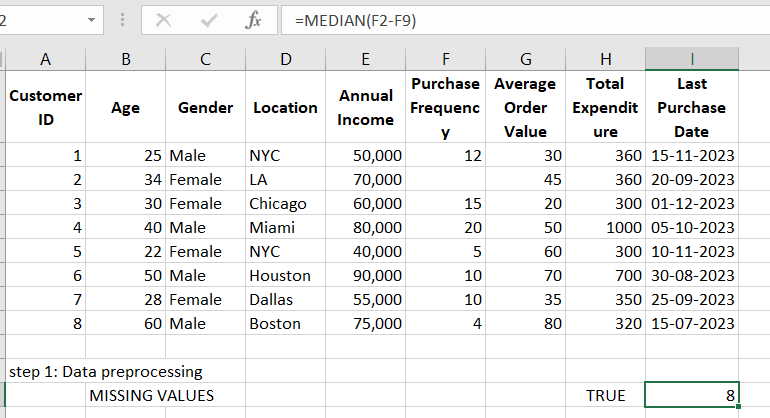 2 fx =MEDIAN(F2-F9)
A B C D E F G H I
Purchase Average Total Last
Customer Annual
Age Gender Location Frequenc Order Expendit Purchase
ID Income
y Value ure Date
1 25 Male NYC 50,000 12 30 360 15-11-2023
2 34 Female LA 70,000 45 360 20-09-2023
3 30 Female Chicago 60,000 15 20 300 01-12-2023
4 40 Male Miami 80,000 20 50 1000 05-10-2023
5 22 Female NYC 40,000 5 60 300 10-11-2023
6 50 Male Houston 90,000 10 70 700 30-08-2023
7 28 Female Dallas 55,000 10 35 350 25-09-2023
8 60 Male Boston 75,000 4 80 320 15-07-2023
step 1: Data preprocessing
MISSING VALUES TRUE 8